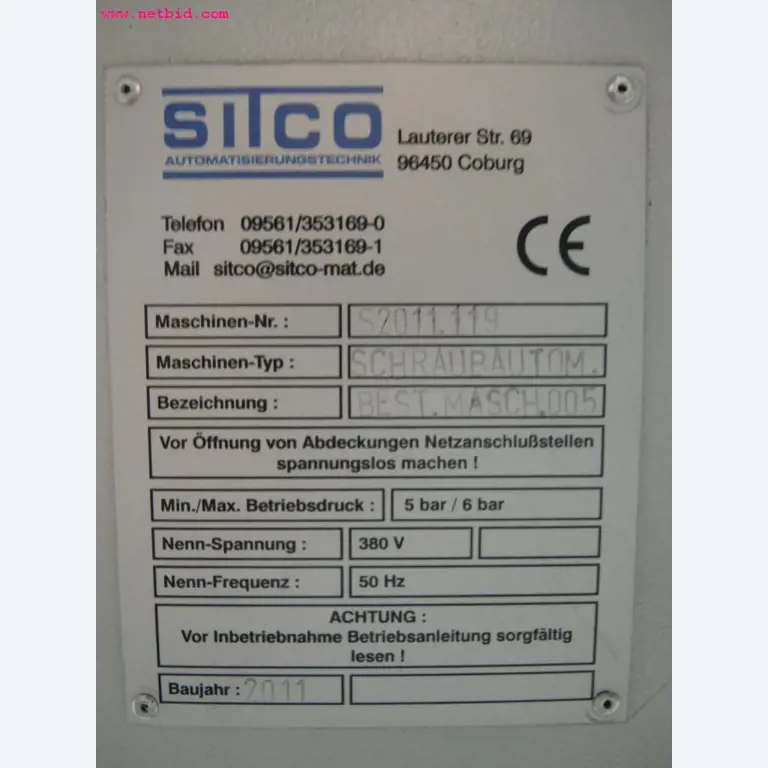 www.netbid.com
SITCO
AUTOMATISIERUNGSTECHNIK
Lauterer Str. 69
96450 Coburg
Telefon 09561/353169-0
Fax 09561/353169-1
Mail sitco@sitco-mat.de
CE
Maschinen-Nr. : S2011.119
Maschinen-Typ : SCHRAUBAUTOM.
Bezeichnung : BEST.MASCH.005
Vor Öffnung von Abdeckungen Netzanschlußstellen
spannungslos machen !
Min./Max. Betriebsdruck : 5 bar / 6 bar
Nenn-Spannung : 380 V
Nenn-Frequenz : 50 Hz
ACHTUNG :
Vor Inbetriebnahme Betriebsanleitung sorgfältig
lesen !
Baujahr : 2011